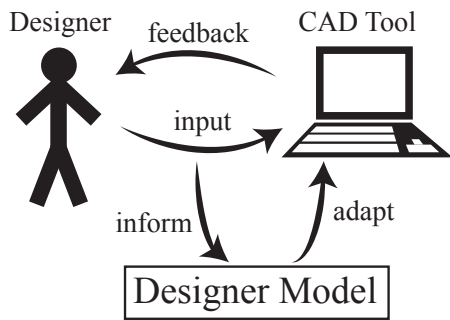 Designer
CAD Tool
feedback
input
inform
adapt
Designer Model